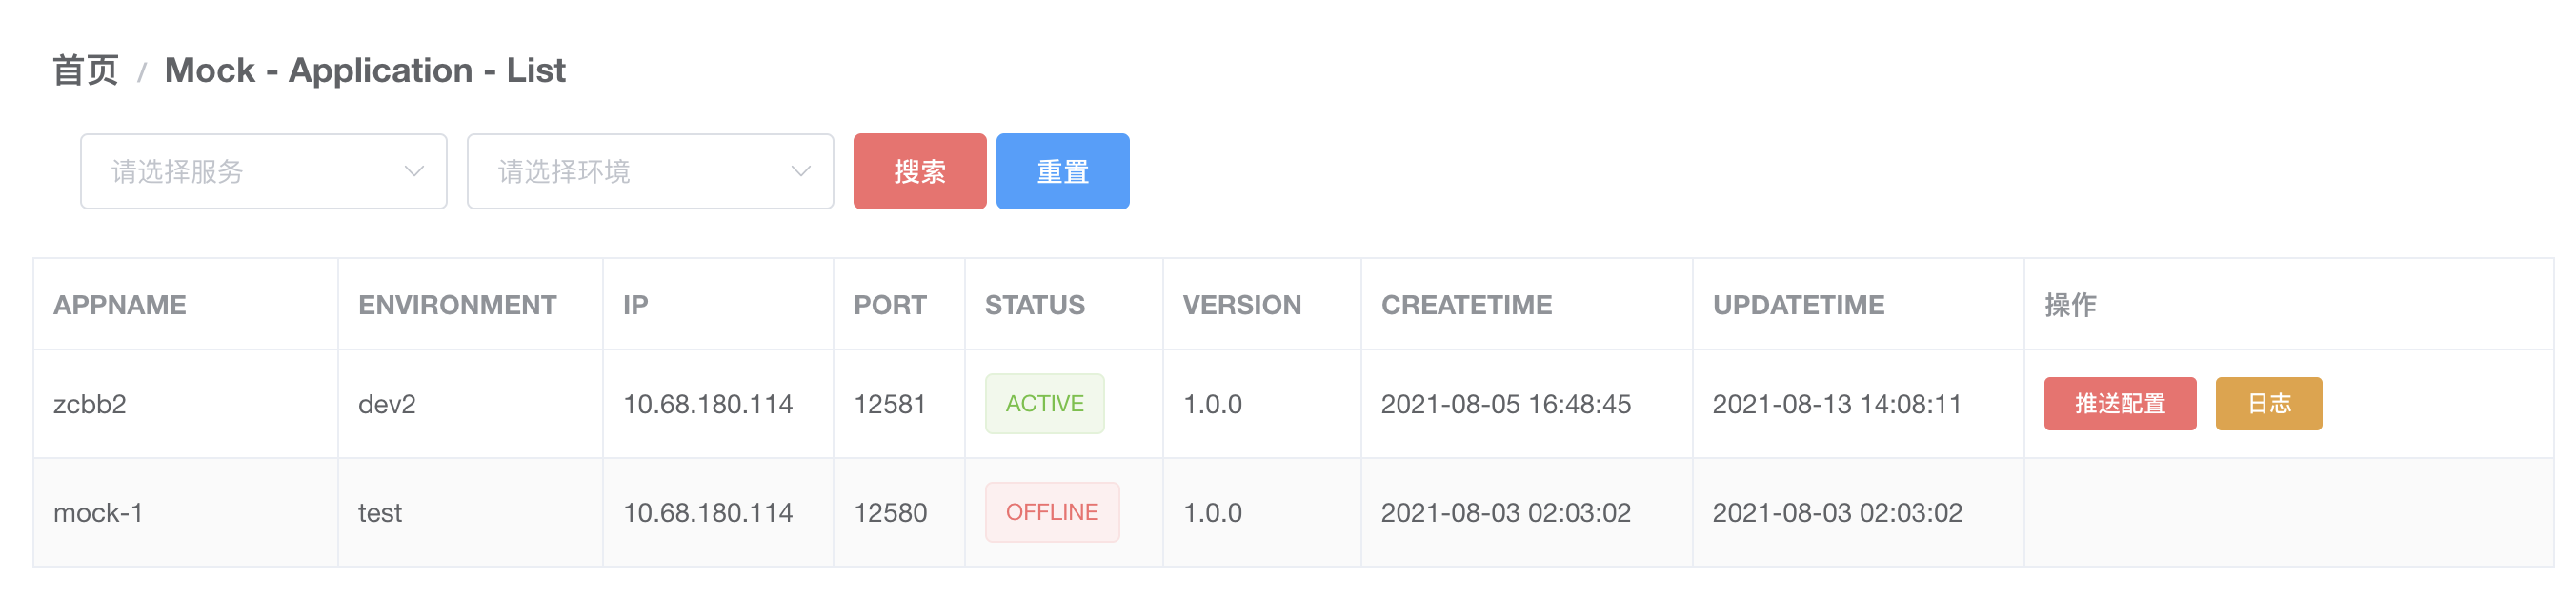 首页 / Mock - Application - List
请选择服务 请选择环境 搜索 重置
APPNAME ENVIRONMENT IP PORT STATUS VERSION CREATETIME UPDATETIME 操作
zcbb2 dev2 10.68.180.114 12581 ACTIVE 1.0.0 2021-08-05 16:48:45 2021-08-13 14:08:11 推送配置 日志
mock-1 test 10.68.180.114 12580 OFFLINE 1.0.0 2021-08-03 02:03:02 2021-08-03 02:03:02